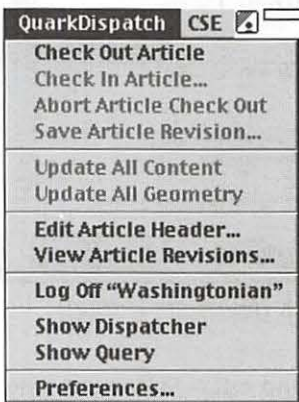 QuarkDispatch CSE
Check Out Article
Check In Article...
Abort Article Check Out
Save Article Revision...
Update All Content
Update All Geometry
Edit Article Header...
View Article Revisions...
Log Off “Washingtonian”
Show Dispatcher
Show Query
Preferences...